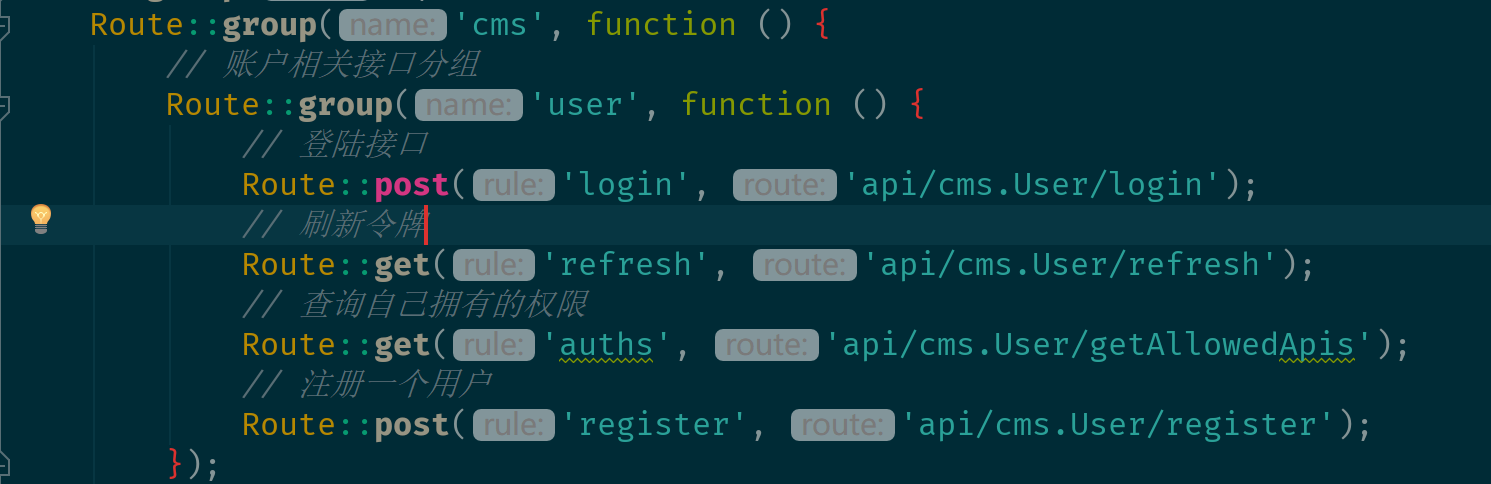 Route::group( name: 'cms', function () {
// 账户相关接口分组
Route::group( name: 'user', function () {
// 登陆接口
Route::post( rule: 'login', route: 'api/cms.User/login');
// 刷新令牌
Route::get( rule: 'refresh', route: 'api/cms.User/refresh');
// 查询自己拥有的权限
Route::get( rule: 'auths', route: 'api/cms.User/getAllowedApis');
// 注册一个用户
Route::post( rule: 'register', route: 'api/cms.User/register');
});